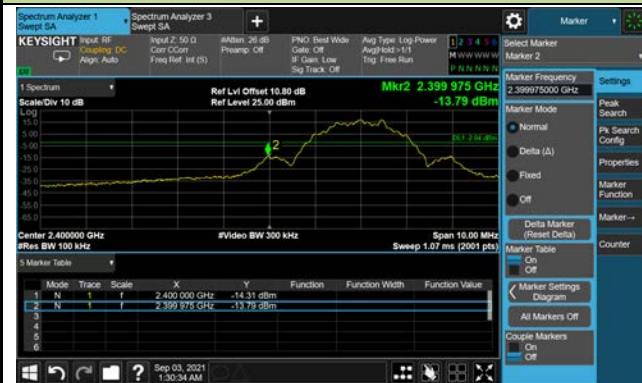 Spectrum Analyzer 1
Swept SA
Spectrum Analyzer 3
Swept SA
+
Marker
KEYSIGHT
Input: RF
Coupling: DC
Align: Auto
Input Z: 50 Ω
Corr CCorr
Freq Ref: Int (S)
#Atten: 26 dB
Preamp: Off
PNO: Best Wide
Gate: Off
IF Gain: Low
Sig Track: Off
Avg Type: Log-Power
Avg|Hold:>1/1
Trig: Free Run
1 2 3 4 5 6
M W W W W W
P N N N N N
Select Marker
Marker 2
1 Spectrum
Scale/Div 10 dB
Ref Lvl Offset 10.80 dB
Ref Level 25.00 dBm
Mkr2 2.399 975 GHz
-13.79 dBm
Log
15.0
5.00
-5.00
-15.0
-25.0
-35.0
-45.0
-55.0
-65.0
2
DL1 2.04 dBm
Center 2.400000 GHz
#Res BW 100 kHz
#Video BW 300 kHz
Span 10.00 MHz
Sweep 1.07 ms (2001 pts)
5 Marker Table
Mode Trace Scale X Y Function Function Width Function Value
1 N 1 f 2.400 000 GHz -14.31 dBm
2 N 1 f 2.399 975 GHz -13.79 dBm
3
4
5
6
Marker Frequency
2.399975000 GHz
Marker Mode
Normal
Delta (Δ)
Fixed
Off
Delta Marker
(Reset Delta)
Marker Table
On
Off
Marker Settings
Diagram
All Markers Off
Couple Markers
On
Off
Settings
Peak
Search
Pk Search
Config
Properties
Marker
Function
Marker→
Counter
?
Sep 03, 2021
1:30:34 AM